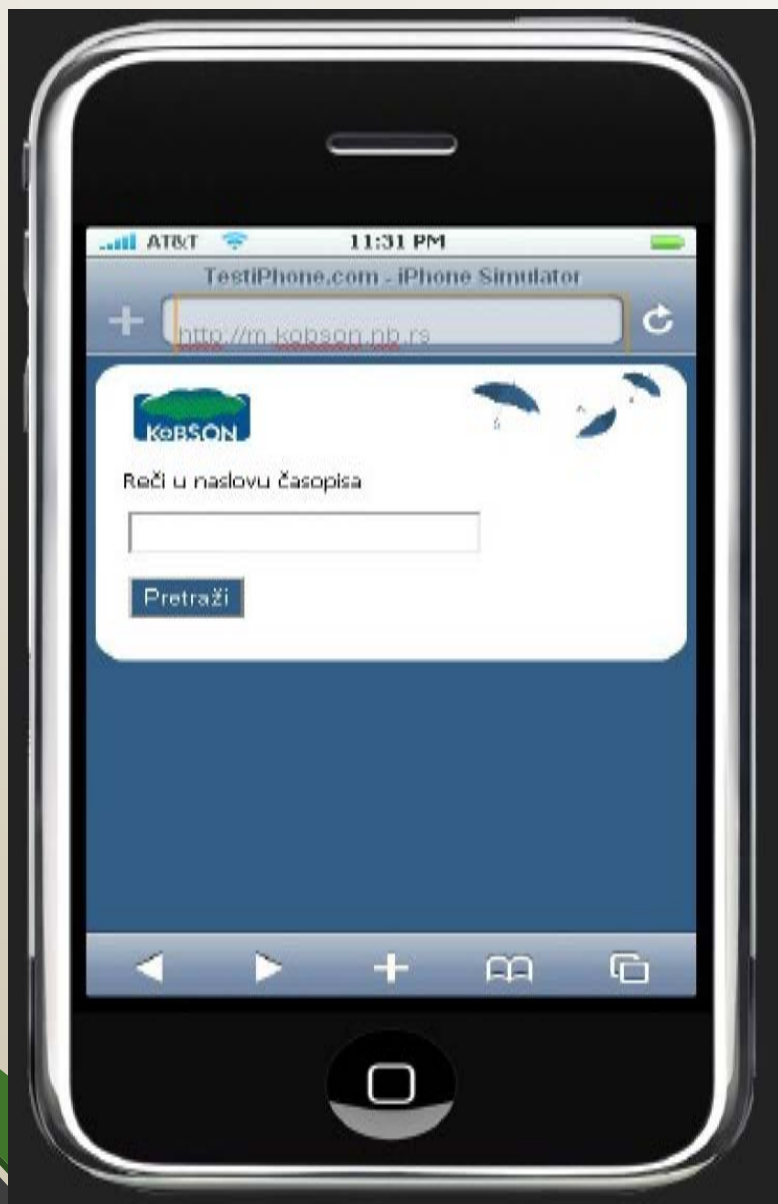 AT&T 11:31 PM
TestiPhone.com - iPhone Simulator
http://m.kobson.nb.rs
KOBSON
Reči u naslovu časopisa
Pretraži